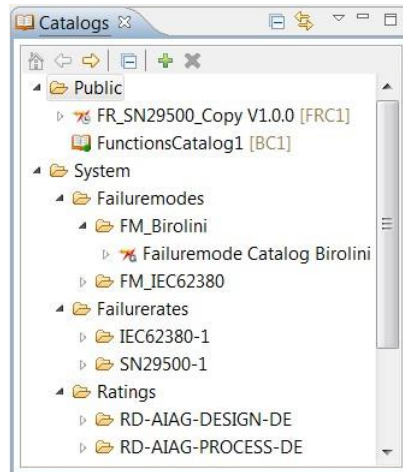 Catalogs
Public
FR_SN29500_Copy V1.0.0 [FRC1]
FunctionsCatalog1 [BC1]
System
Failuremodes
FM_Birolini
Failuremode Catalog Birolini
FM_IEC62380
Failurerates
IEC62380-1
SN29500-1
Ratings
RD-AIAG-DESIGN-DE
RD-AIAG-PROCESS-DE